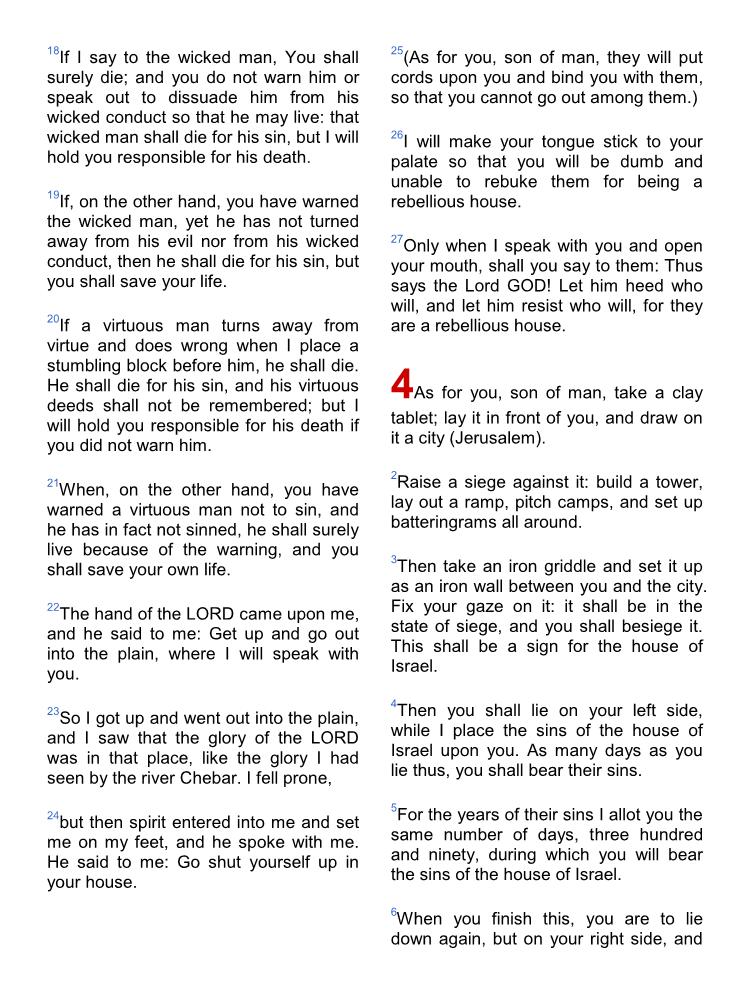 18If I say to the wicked man, You shall
surely die; and you do not warn him or
speak out to dissuade him from his
wicked conduct so that he may live: that
wicked man shall die for his sin, but I will
hold you responsible for his death.
19If, on the other hand, you have warned
the wicked man, yet he has not turned
away from his evil nor from his wicked
conduct, then he shall die for his sin, but
you shall save your life.
20If a virtuous man turns away from
virtue and does wrong when I place a
stumbling block before him, he shall die.
He shall die for his sin, and his virtuous
deeds shall not be remembered; but I
will hold you responsible for his death if
you did not warn him.
21When, on the other hand, you have
warned a virtuous man not to sin, and
he has in fact not sinned, he shall surely
live because of the warning, and you
shall save your own life.
22The hand of the LORD came upon me,
and he said to me: Get up and go out
into the plain, where I will speak with
you.
23So I got up and went out into the plain,
and I saw that the glory of the LORD
was in that place, like the glory I had
seen by the river Chebar. I fell prone,
24but then spirit entered into me and set
me on my feet, and he spoke with me.
He said to me: Go shut yourself up in
your house.
25(As for you, son of man, they will put
cords upon you and bind you with them,
so that you cannot go out among them.)
26I will make your tongue stick to your
palate so that you will be dumb and
unable to rebuke them for being a
rebellious house.
27Only when I speak with you and open
your mouth, shall you say to them: Thus
says the Lord GOD! Let him heed who
will, and let him resist who will, for they
are a rebellious house.
4As for you, son of man, take a clay
tablet; lay it in front of you, and draw on
it a city (Jerusalem).
2Raise a siege against it: build a tower,
lay out a ramp, pitch camps, and set up
batteringrams all around.
3Then take an iron griddle and set it up
as an iron wall between you and the city.
Fix your gaze on it: it shall be in the
state of siege, and you shall besiege it.
This shall be a sign for the house of
Israel.
4Then you shall lie on your left side,
while I place the sins of the house of
Israel upon you. As many days as you
lie thus, you shall bear their sins.
5For the years of their sins I allot you the
same number of days, three hundred
and ninety, during which you will bear
the sins of the house of Israel.
6When you finish this, you are to lie
down again, but on your right side, and